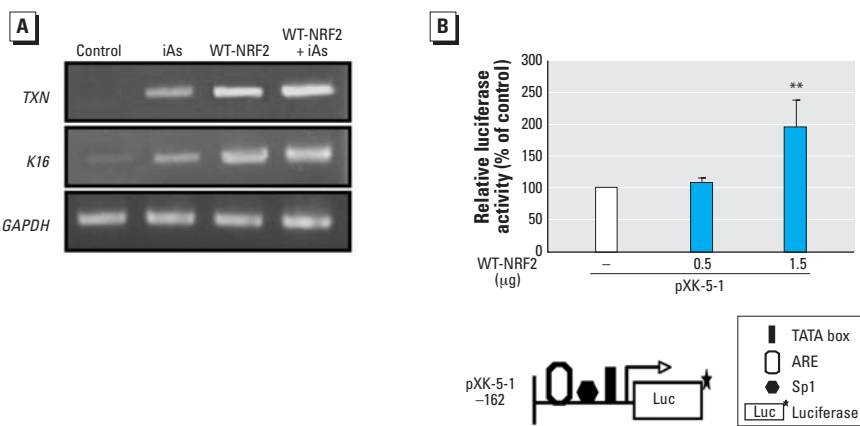 A
Control iAs WT-NRF2 WT-NRF2 + iAs
TXN
K16
GAPDH
B
Relative luciferase
activity (% of control)
300
250
200
150
100
50
0
**
WT-NRF2 – 0.5 1.5
(µg)
pXK-5-1
pXK-5-1
–162
Luc
TATA box
ARE
Sp1
Luc Luciferase